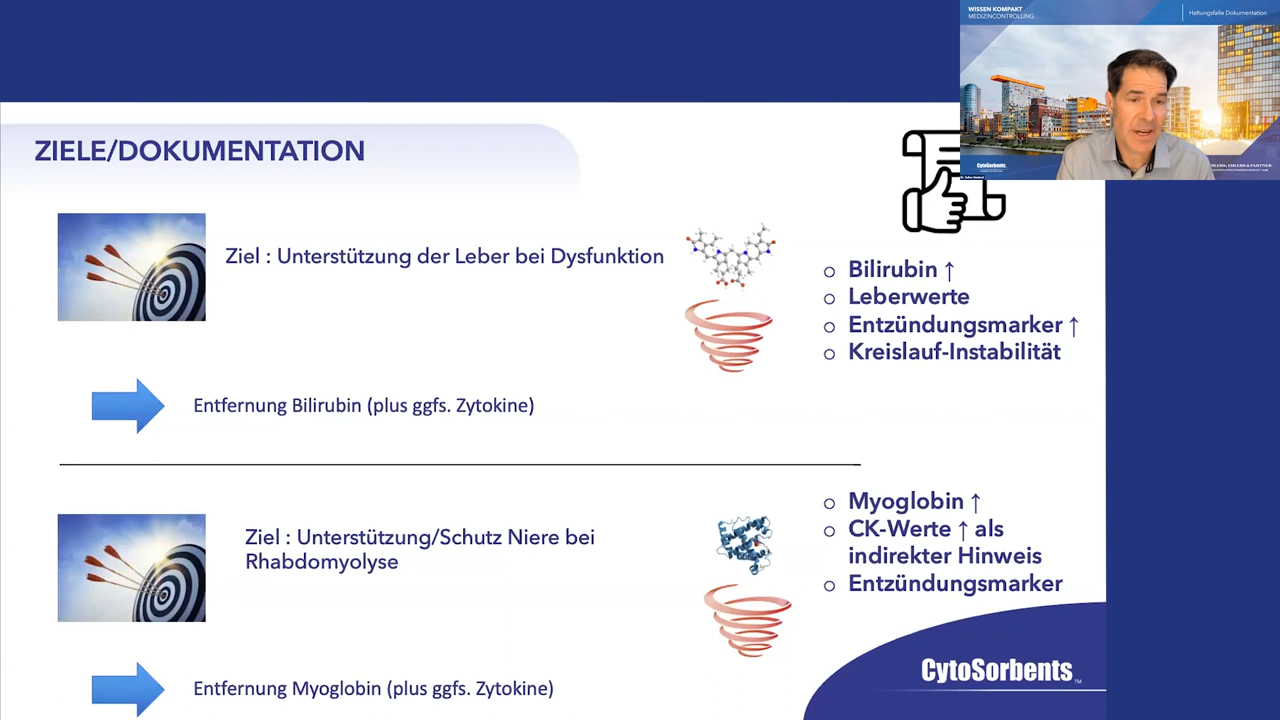 WISSEN KOMPAKT
MEDIZINCONTROLLING
Haftungsfalle Dokumentation
CytoSorbents
ZIELE/DOKUMENTATION
Ziel : Unterstützung der Leber bei Dysfunktion
○ Bilirubin ↑
○ Leberwerte
○ Entzündungsmarker ↑
○ Kreislauf-Instabilität
Entfernung Bilirubin (plus ggfs. Zytokine)
Ziel : Unterstützung/Schutz Niere bei
Rhabdomyolyse
○ Myoglobin ↑
○ CK-Werte ↑ als
indirekter Hinweis
○ Entzündungsmarker
Entfernung Myoglobin (plus ggfs. Zytokine)
CytoSorbents™